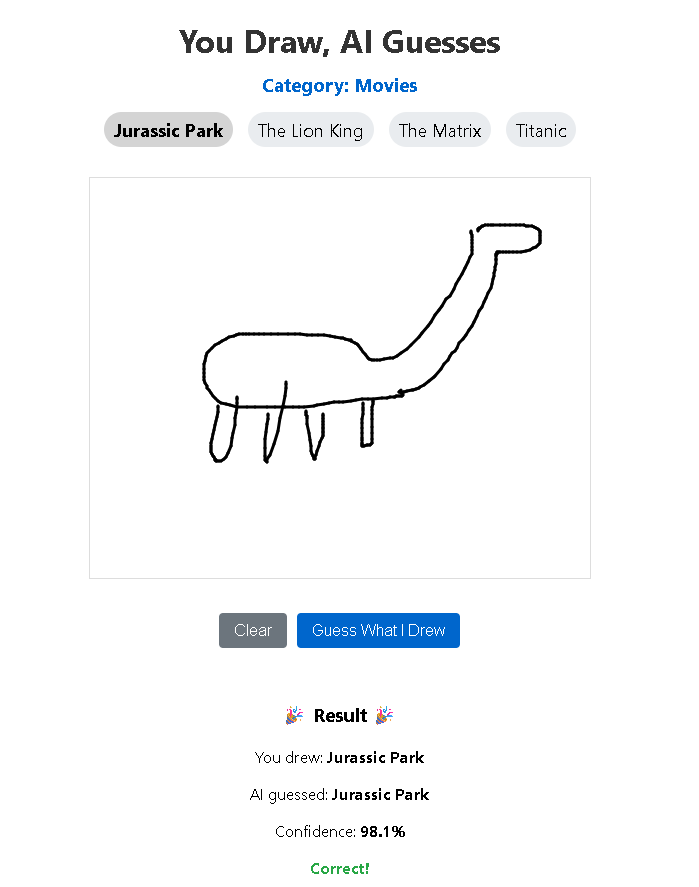 You Draw, AI Guesses
Category: Movies
Jurassic Park The Lion King The Matrix Titanic
Clear Guess What I Drew
🎉 Result 🎉
You drew: Jurassic Park
AI guessed: Jurassic Park
Confidence: 98.1%
Correct!